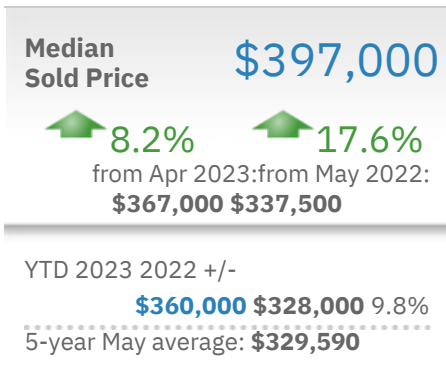 Median
Sold Price
$397,000
8.2% 17.6%
from Apr 2023:from May 2022:
$367,000 $337,500
YTD 2023 2022 +/-
$360,000 $328,000 9.8%
5-year May average: $329,590